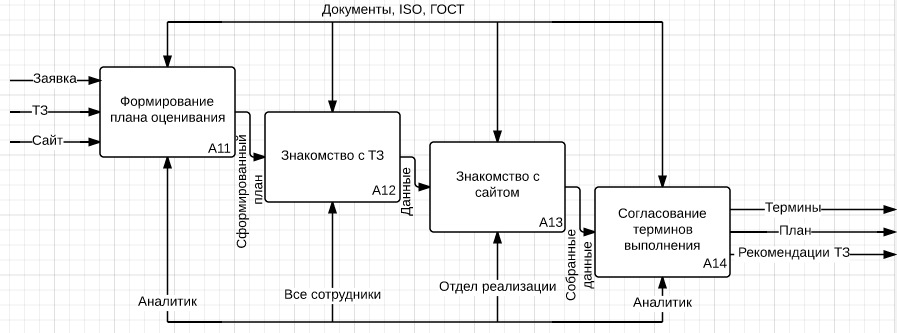 Документы, ISO, ГОСТ
Заявка
ТЗ
Сайт
Формирование
плана оценивания
A11
Сформированный
план
Знакомство с ТЗ
A12
Данные
Знакомство с
сайтом
A13
Собранные
данные
Согласование
терминов
выполнения
A14
Термины
План
Рекомендации ТЗ
Аналитик
Все сотрудники
Отдел реализации
Аналитик